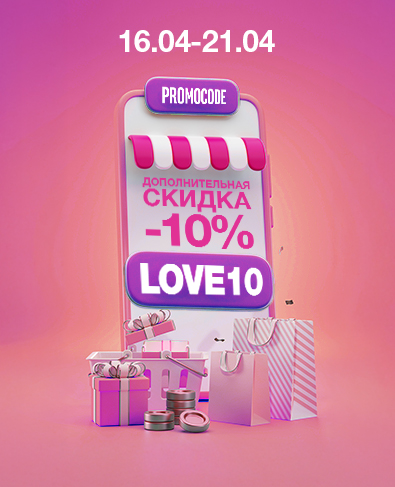 16.04-21.04
PROMOCODE
ДОПОЛНИТЕЛЬНАЯ
СКИДКА
-10%
LOVE10